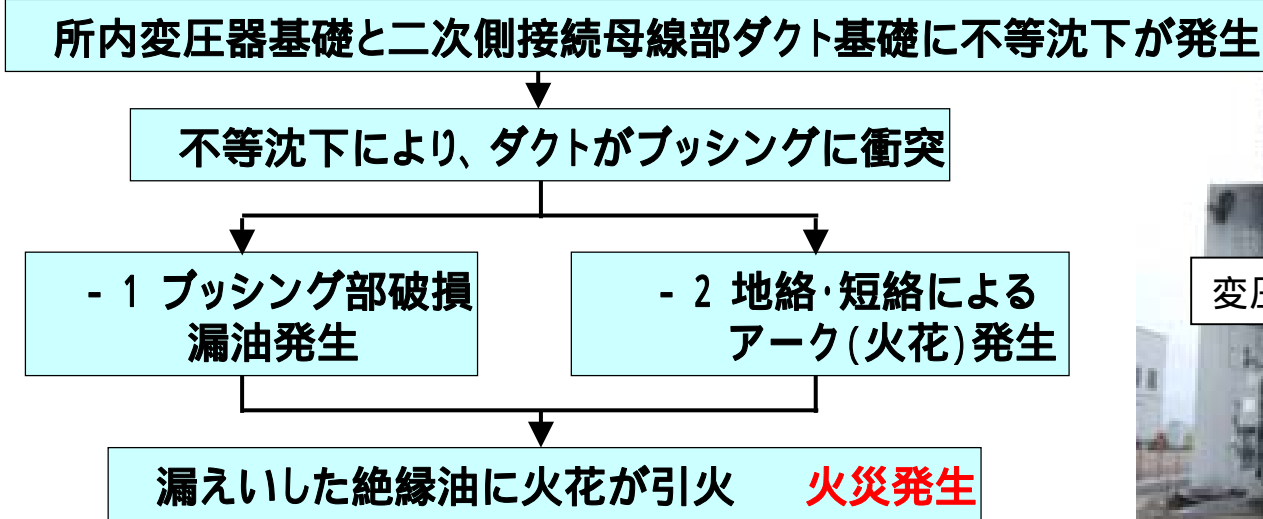 所内変圧器基礎と二次側接続母線部ダクト基礎に不等沈下が発生
不等沈下により、ダクトがブッシングに衝突
- 1 ブッシング部破損
漏油発生
- 2 地絡・短絡による
アーク(火花)発生
漏えいした絶縁油に火花が引火 火災発生
変圧